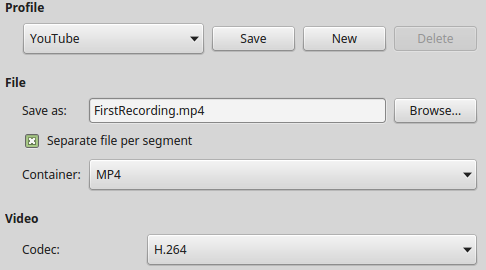 Profile
YouTube Save New Delete
File
Save as: FirstRecording.mp4 Browse...
Separate file per segment
Container: MP4
Video
Codec: H.264